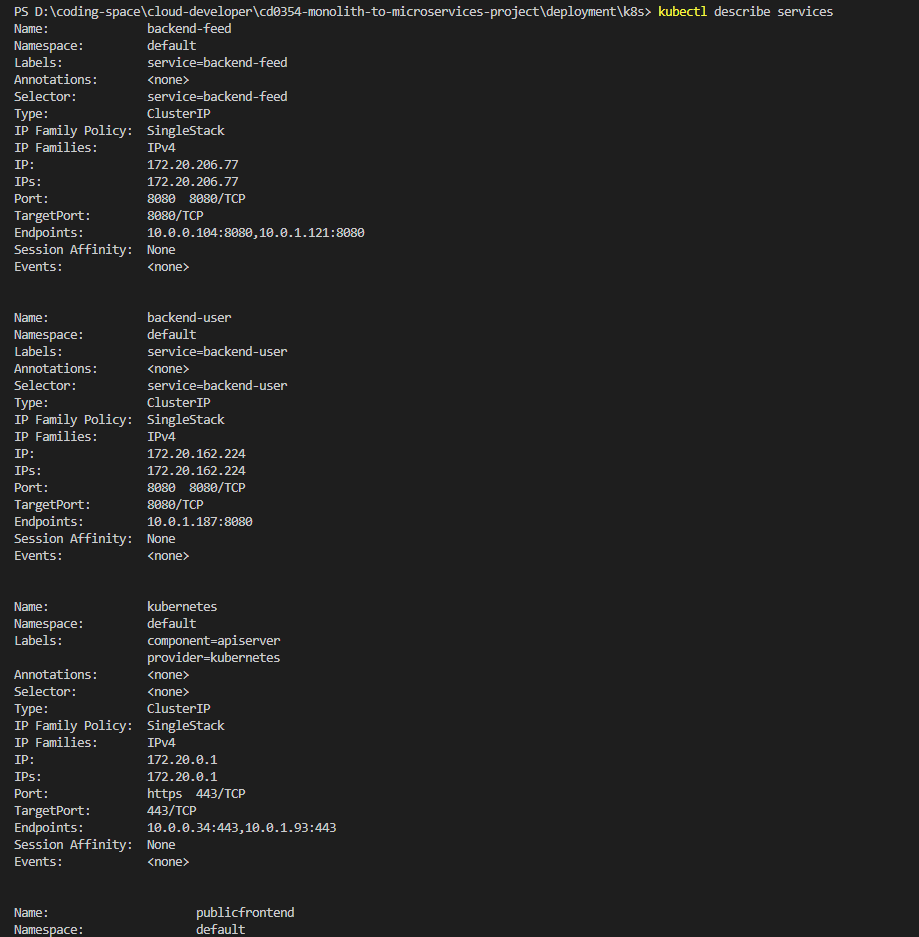 PS D:\coding-space\cloud-developer\cd0354-monolith-to-microservices-project\deployment\k8s> kubectl describe services
Name:              backend-feed
Namespace:         default
Labels:            service=backend-feed
Annotations:       <none>
Selector:          service=backend-feed
Type:              ClusterIP
IP Family Policy:  SingleStack
IP Families:       IPv4
IP:                172.20.206.77
IPs:               172.20.206.77
Port:              8080  8080/TCP
TargetPort:        8080/TCP
Endpoints:         10.0.0.104:8080,10.0.1.121:8080
Session Affinity:  None
Events:            <none>
Name:              backend-user
Namespace:         default
Labels:            service=backend-user
Annotations:       <none>
Selector:          service=backend-user
Type:              ClusterIP
IP Family Policy:  SingleStack
IP Families:       IPv4
IP:                172.20.162.224
IPs:               172.20.162.224
Port:              8080  8080/TCP
TargetPort:        8080/TCP
Endpoints:         10.0.1.187:8080
Session Affinity:  None
Events:            <none>
Name:              kubernetes
Namespace:         default
Labels:            component=apiserver
                   provider=kubernetes
Annotations:       <none>
Selector:          <none>
Type:              ClusterIP
IP Family Policy:  SingleStack
IP Families:       IPv4
IP:                172.20.0.1
IPs:               172.20.0.1
Port:              https  443/TCP
TargetPort:        443/TCP
Endpoints:         10.0.0.34:443,10.0.1.93:443
Session Affinity:  None
Events:            <none>
Name:                     publicfrontend
Namespace:                default